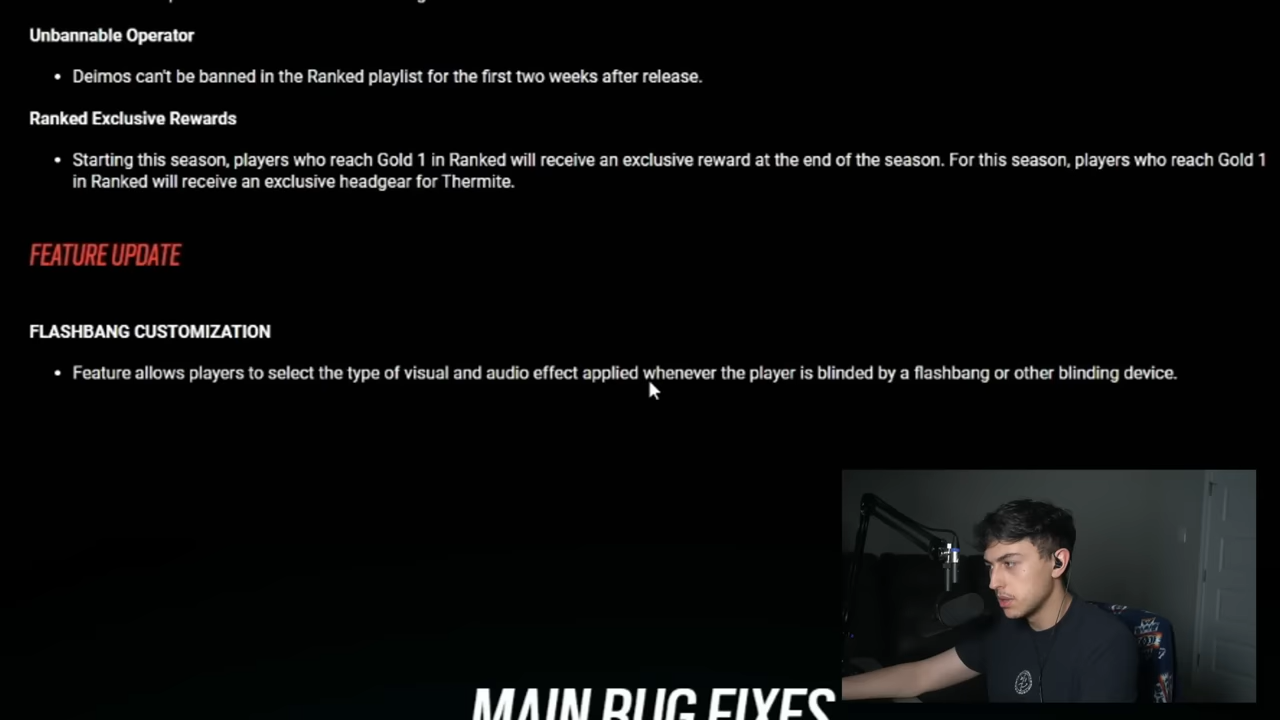 Unbannable Operator
• Deimos can't be banned in the Ranked playlist for the first two weeks after release.
Ranked Exclusive Rewards
• Starting this season, players who reach Gold 1 in Ranked will receive an exclusive reward at the end of the season. For this season, players who reach Gold 1
in Ranked will receive an exclusive headgear for Thermite.
FEATURE UPDATE
FLASHBANG CUSTOMIZATION
• Feature allows players to select the type of visual and audio effect applied whenever the player is blinded by a flashbang or other blinding device.
MAIN BUG FIXES